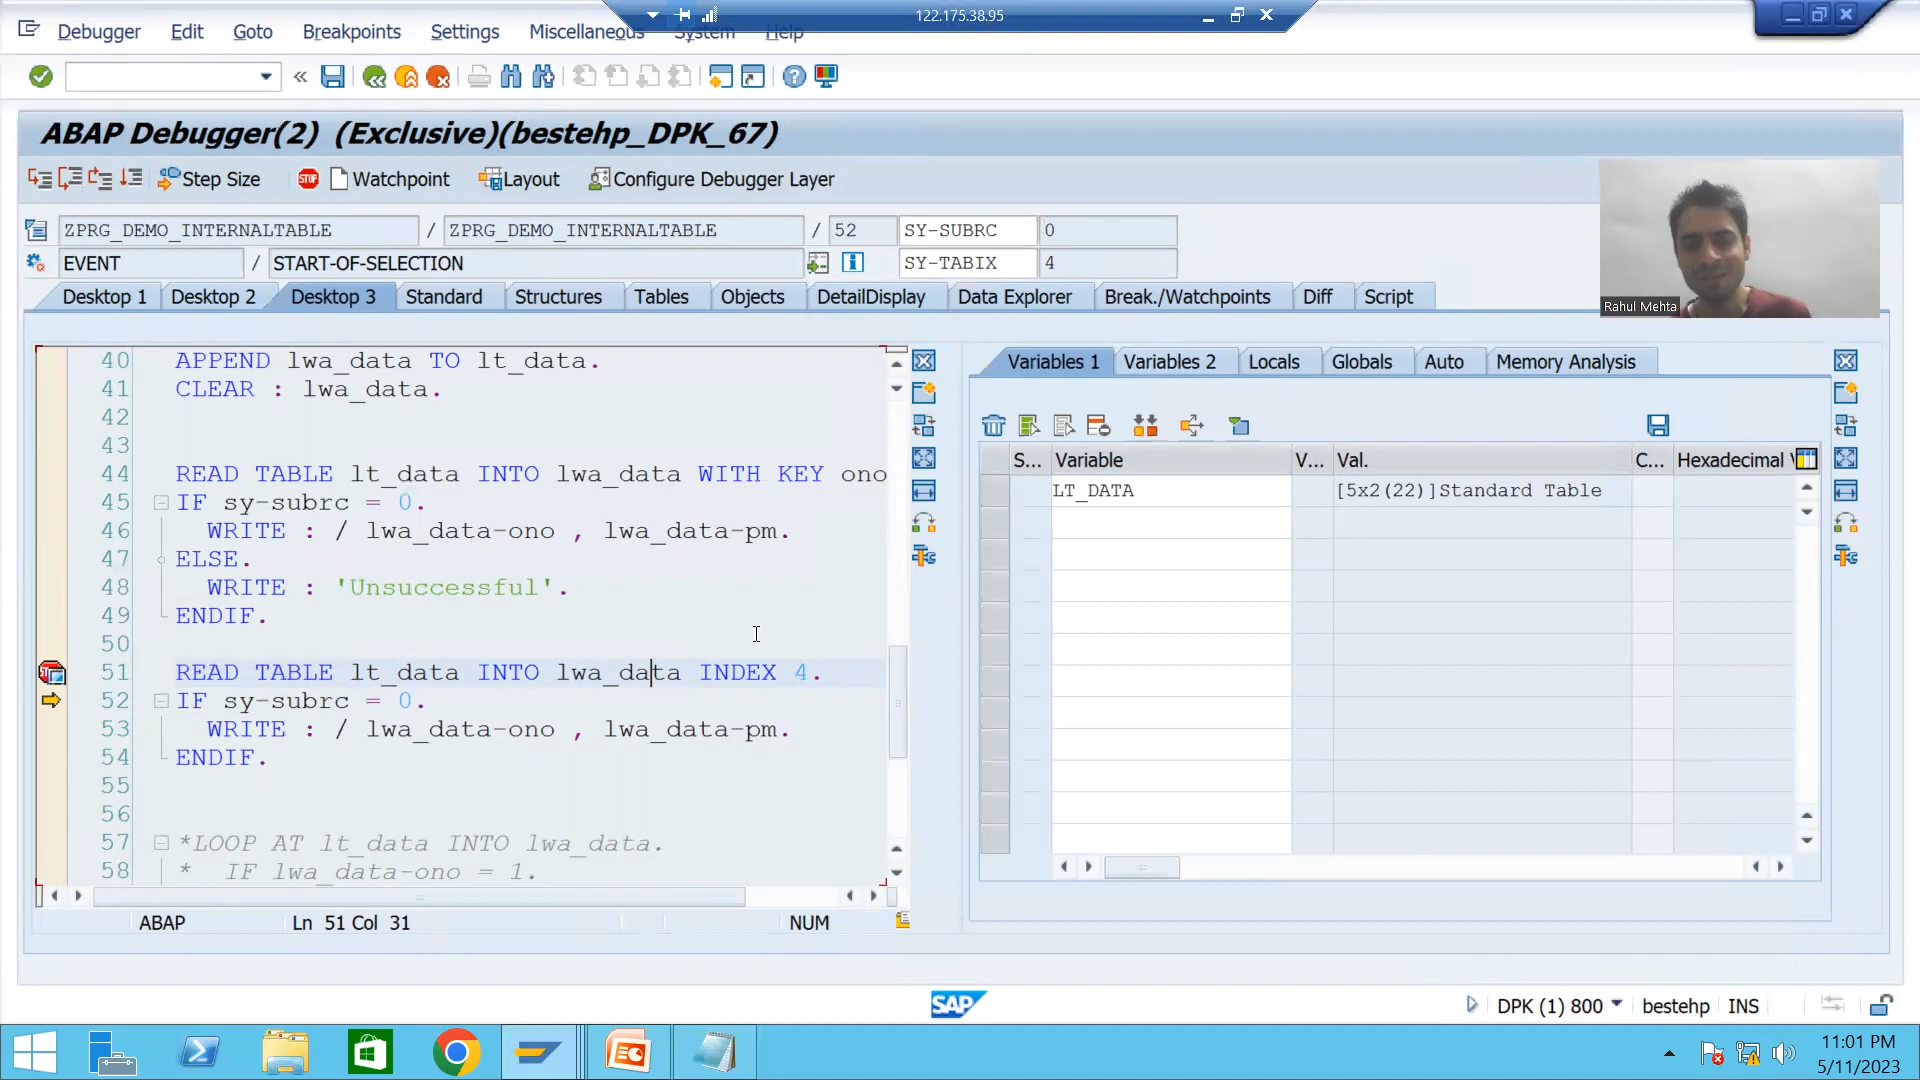 122.175.38.95
Debugger Edit Goto Breakpoints Settings Miscellaneous System Help
ABAP Debugger(2) (Exclusive)(bestehp_DPK_67)
Step Size STOP Watchpoint Layout Configure Debugger Layer
ZPRG_DEMO_INTERNALTABLE / ZPRG_DEMO_INTERNALTABLE / 52 SY-SUBRC 0
EVENT / START-OF-SELECTION SY-TABIX 4
Desktop 1 Desktop 2 Desktop 3 Standard Structures Tables Objects DetailDisplay Data Explorer Break./Watchpoints Diff Script
Rahul Mehta
40 APPEND lwa_data TO lt_data.
41 CLEAR : lwa_data.
42
43
44 READ TABLE lt_data INTO lwa_data WITH KEY ono
45 IF sy-subrc = 0.
46 WRITE : / lwa_data-ono , lwa_data-pm.
47 ELSE.
48 WRITE : 'Unsuccessful'.
49 ENDIF.
50
51 READ TABLE lt_data INTO lwa_data INDEX 4.
52 IF sy-subrc = 0.
53 WRITE : / lwa_data-ono , lwa_data-pm.
54 ENDIF.
55
56
57 *LOOP AT lt_data INTO lwa_data.
58 * IF lwa_data-ono = 1.
ABAP Ln 51 Col 31 NUM
Variables 1 Variables 2 Locals Globals Auto Memory Analysis
S... Variable V... Val. C... Hexadecimal V
LT_DATA [5x2(22)]Standard Table
SAP DPK (1) 800 bestehp INS
11:01 PM
5/11/2023